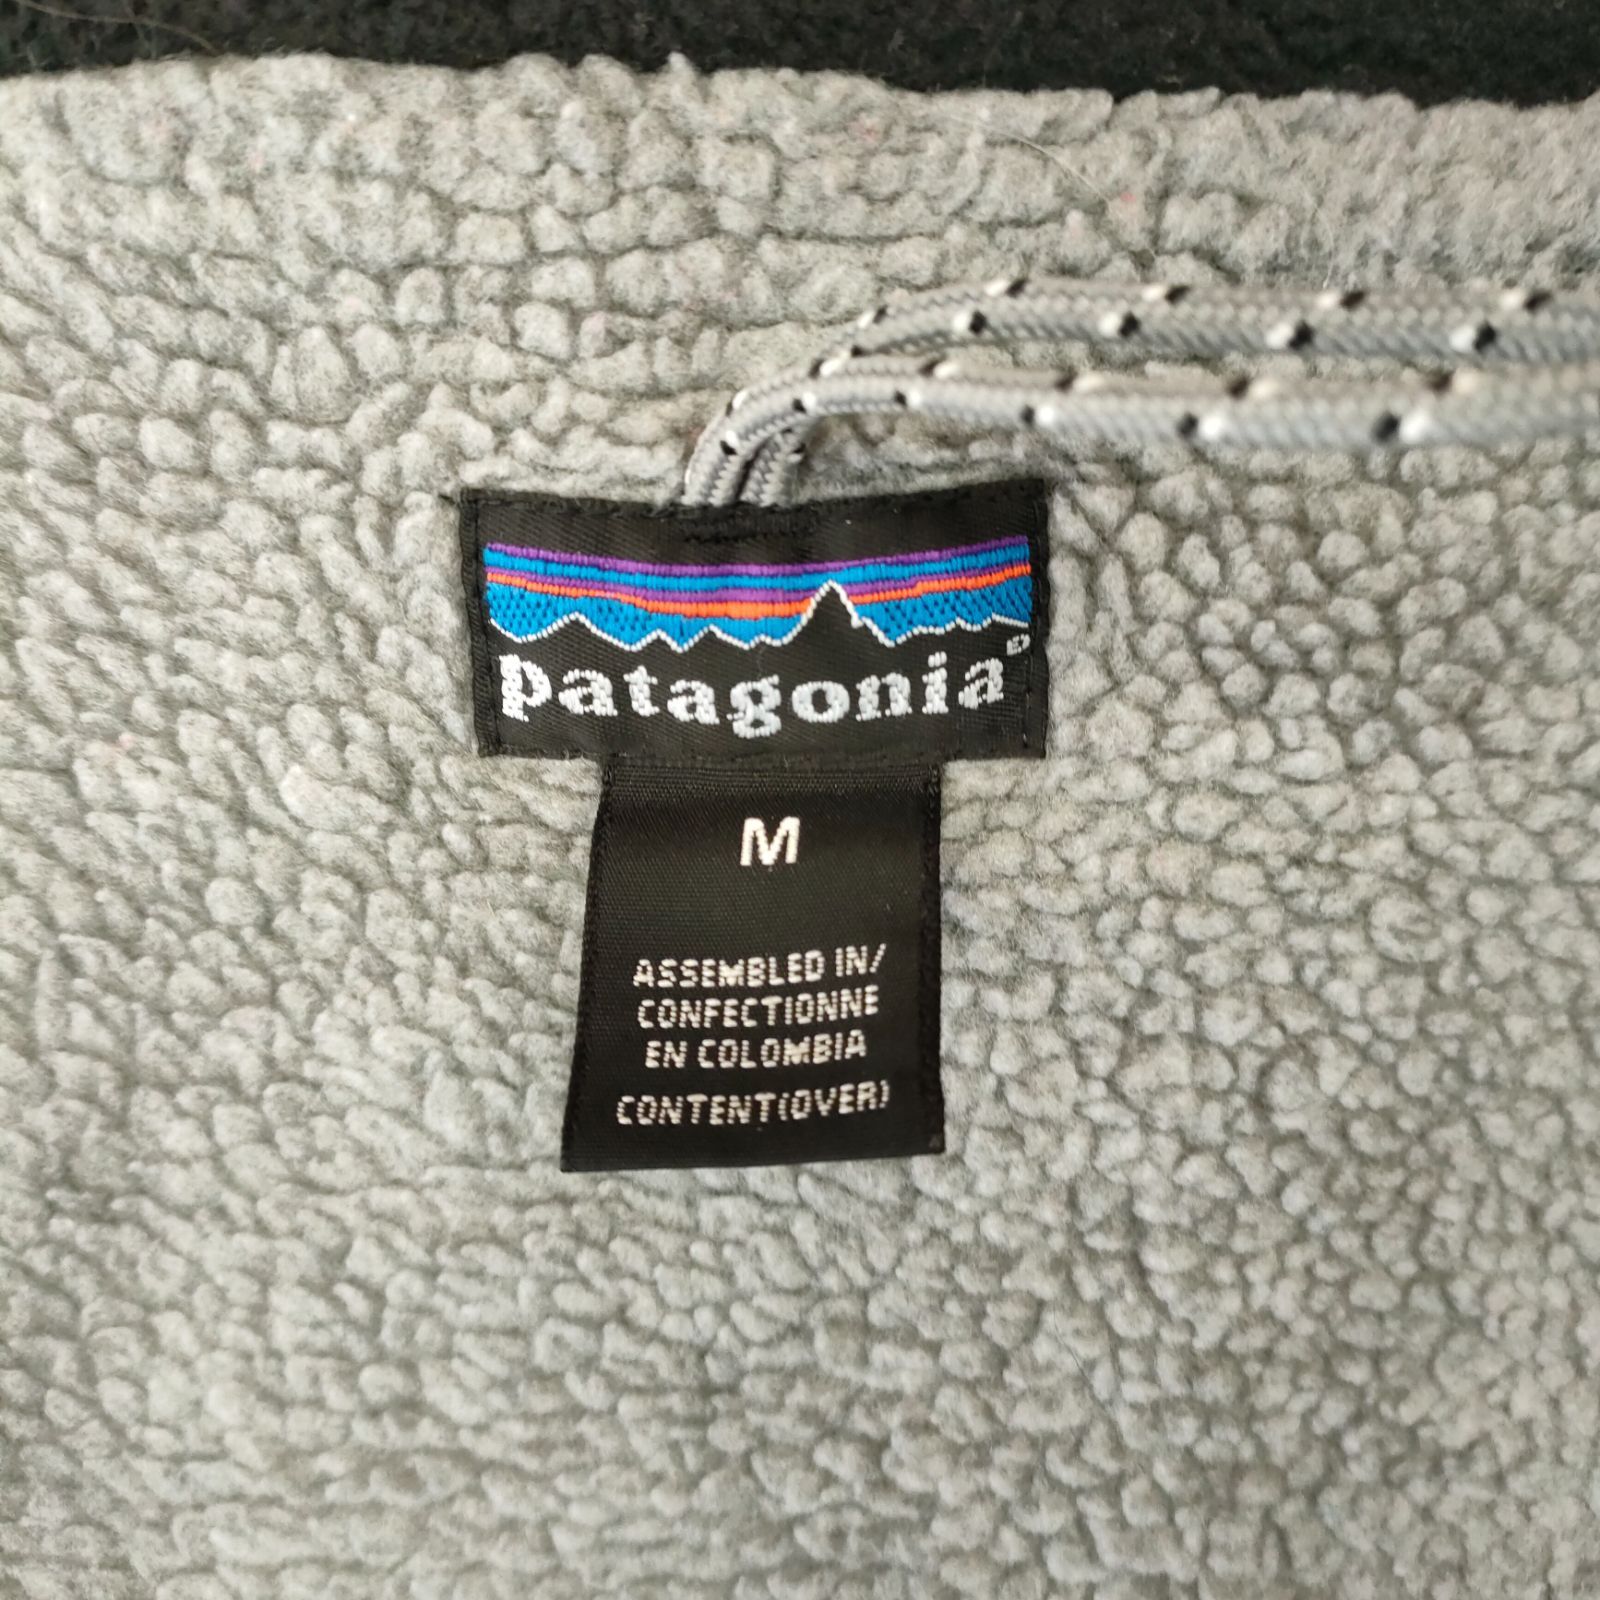 patagonia®
M
ASSEMBLED IN/
CONFECTIONNE
EN COLOMBIA
CONTENT(OVER)